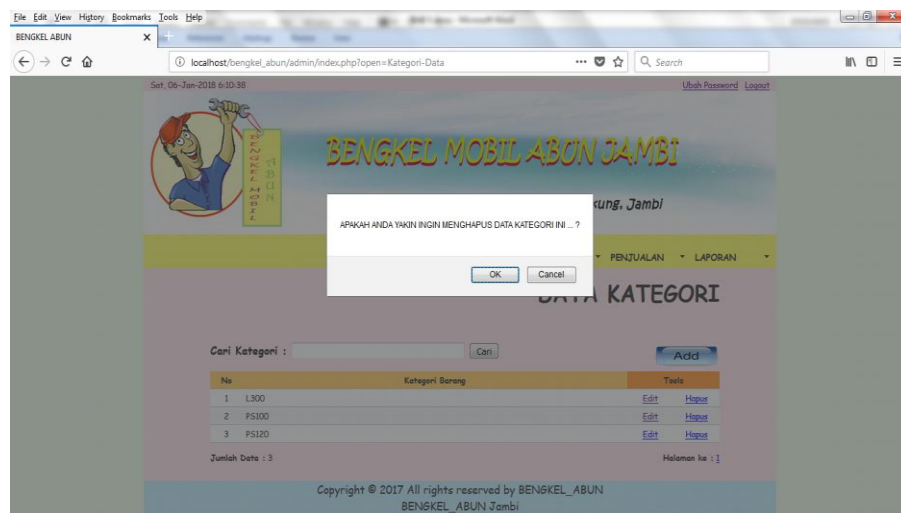 File Edit View History Bookmarks Tools Help
BENGKEL ABUN
localhost/bengkel_abun/admin/index.php?open=Kategori-Data
Search
Sat, 06-Jan-2018 6:10:38
Ubah Password Logout
BENGKEL MOBIL
ABUN
BENGKEL MOBIL ABUN JAMBI
kung, Jambi
APAKAH ANDA YAKIN INGIN MENGHAPUS DATA KATEGORI INI ... ?
OK Cancel
PENJUALAN LAPORAN
DATA KATEGORI
Cari Kategori : Cari Add
No Kategori Barang Tools
1 L300 Edit Hapus
2 PS100 Edit Hapus
3 PS120 Edit Hapus
Jumlah Data : 3 Halaman ke : 1
Copyright © 2017 All rights reserved by BENGKEL_ABUN
BENGKEL_ABUN Jambi